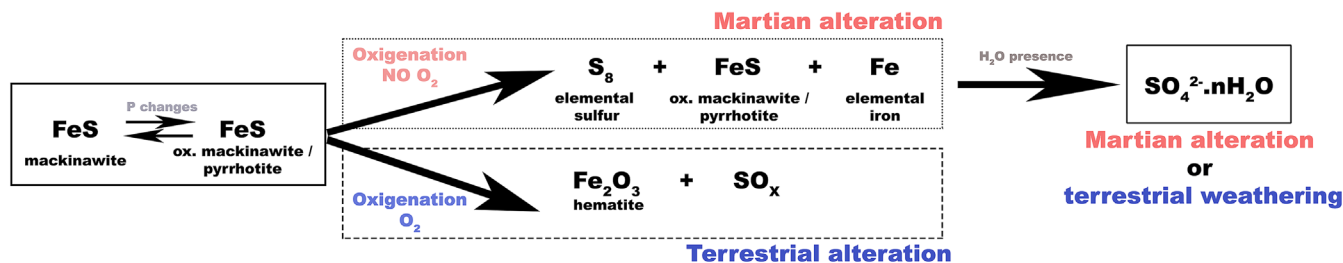 Martian alteration
Oxigenation
NO O₂
S₈ + FeS + Fe
elemental sulfur
ox. mackinawite / pyrrhotite
elemental iron
H₂O presence
SO₄²⁻.nH₂O
Martian alteration
or
terrestrial weathering
P changes
FeS
mackinawite
FeS
ox. mackinawite /
pyrrhotite
Oxigenation
O₂
Fe₂O₃ + SOₓ
hematite
Terrestrial alteration